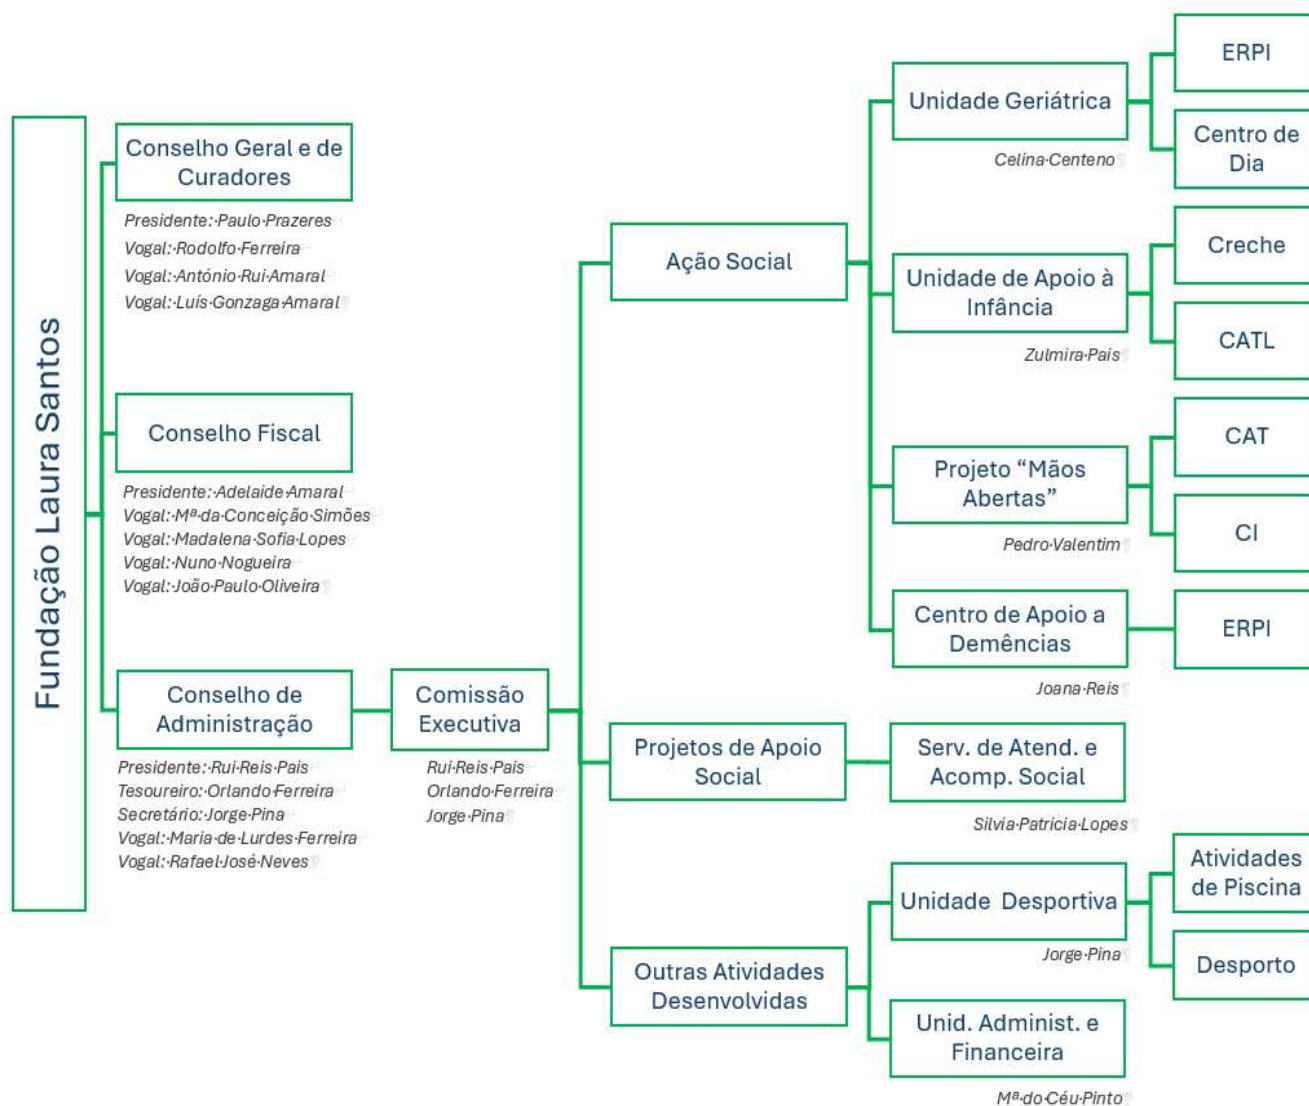 Fundação Laura Santos
Conselho Geral e de
Curadores
Presidente:·Paulo·Prazeres
Vogal:·Rodolfo·Ferreira
Vogal:·António·Rui·Amaral
Vogal:·Luís·Gonzaga·Amaral¶
Conselho Fiscal
Presidente:·Adelaide·Amaral
Vogal:·Mª·da·Conceição·Simões
Vogal:·Madalena·Sofia·Lopes
Vogal:·Nuno·Nogueira
Vogal:·João·Paulo·Oliveira¶
Conselho de
Administração
Presidente:·Rui·Reis·Pais
Tesoureiro:·Orlando·Ferreira
Secretário:·Jorge·Pina
Vogal:·Maria·de·Lurdes·Ferreira
Vogal:·Rafael·José·Neves¶
Comissão
Executiva
Rui·Reis·Pais
Orlando·Ferreira
Jorge·Pina¶
Ação Social
Unidade Geriátrica
Celina·Centeno¶
ERPI
Centro de
Dia
Unidade de Apoio à
Infância
Zulmira·Pais¶
Creche
CATL
Projeto “Mãos
Abertas”
Pedro·Valentim¶
CAT
CI
Centro de Apoio a
Demências
Joana·Reis¶
ERPI
Projetos de Apoio
Social
Serv. de Atend. e
Acomp. Social
Silvia·Patricia·Lopes¶
Outras Atividades
Desenvolvidas
Unidade  Desportiva
Jorge·Pina¶
Atividades
de Piscina
Desporto
Unid. Administ. e
Financeira
Mª·do·Céu·Pinto¶